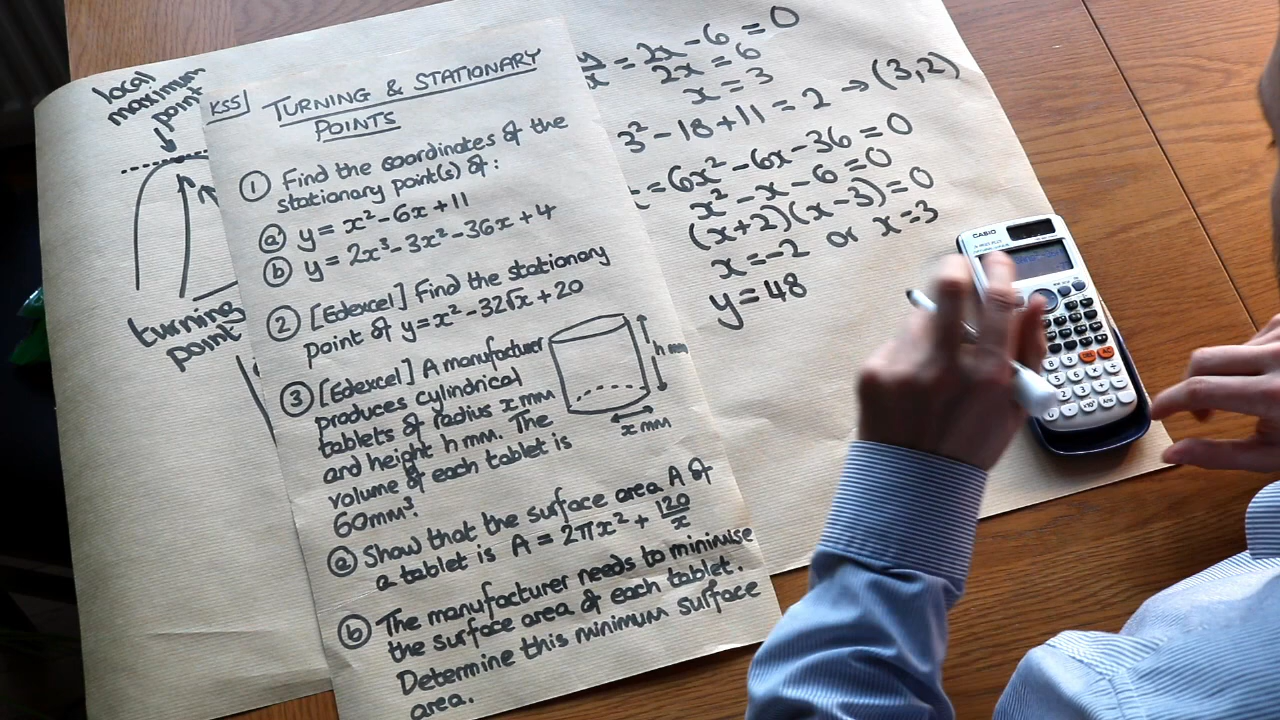 local
maximum
point
turning
point
KS5
TURNING & STATIONARY
POINTS
① Find the coordinates of the
stationary point(s) of:
ⓐ y = x² - 6x + 11
ⓑ y = 2x³ - 3x² - 36x + 4
② [Edexcel] Find the stationary
point of y = x² - 32√x + 20
③ [Edexcel] A manufacturer
produces cylindrical
tablets of radius x mm
and height h mm. The
volume of each tablet is
60mm³.
h mm
x mm
ⓐ Show that the surface area A of
a tablet is A = 2πx² + 120/x
ⓑ The manufacturer needs to minimise
the surface area of each tablet.
Determine this minimum surface
area.
= 2x - 6 = 0
2x = 6
x = 3
3² - 18 + 11 = 2 → (3,2)
= 6x² - 6x - 36 = 0
x² - x - 6 = 0
(x+2)(x-3) = 0
x = -2 or x = 3
y = 48
CASIO